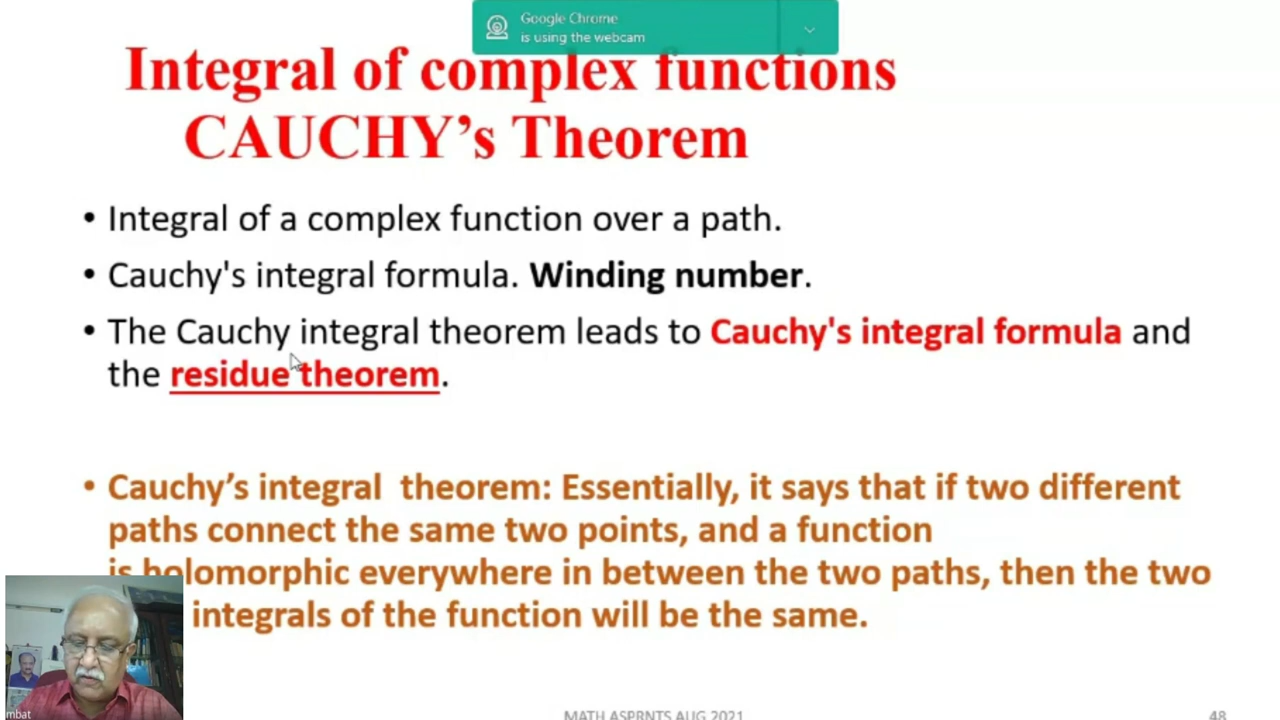 Google Chrome
is using the webcam
Integral of complex functions
CAUCHY’s Theorem
• Integral of a complex function over a path.
• Cauchy's integral formula. Winding number.
• The Cauchy integral theorem leads to Cauchy's integral formula and
the residue theorem.
• Cauchy’s integral theorem: Essentially, it says that if two different
paths connect the same two points, and a function
is holomorphic everywhere in between the two paths, then the two
integrals of the function will be the same.
mbat
MATH ASPRNTS AUG 2021
48